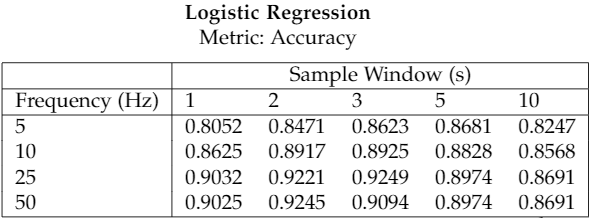 Logistic Regression
Metric: Accuracy
Sample Window (s)
Frequency (Hz) 1 2 3 5 10
5 0.8052 0.8471 0.8623 0.8681 0.8247
10 0.8625 0.8917 0.8925 0.8828 0.8568
25 0.9032 0.9221 0.9249 0.8974 0.8691
50 0.9025 0.9245 0.9094 0.8974 0.8691